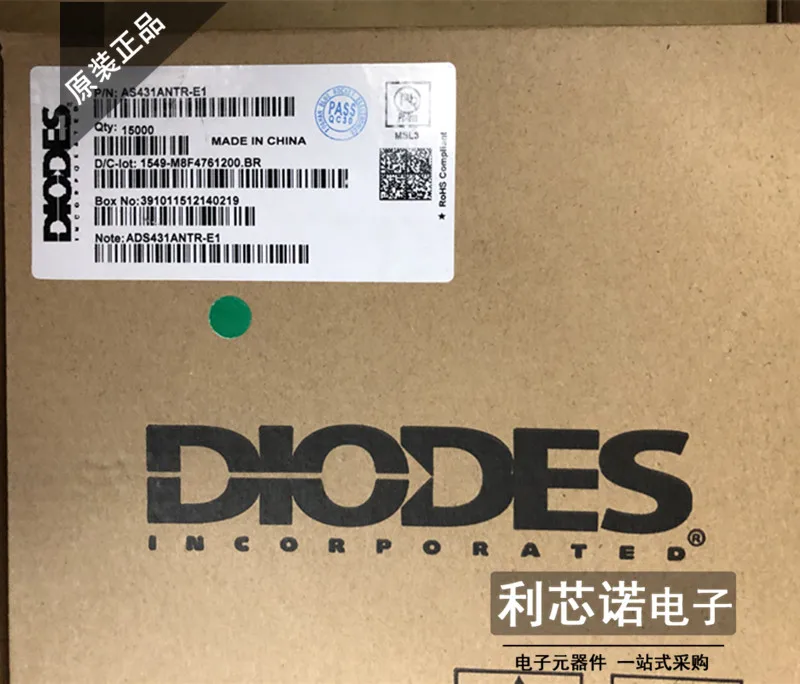 原装正品
DIODES
INCORPORATED
P/N: AS431ANTR-E1
Qty: 15000
MADE IN CHINA
D/C-lot: 1549-M8F4761200.BR
Box No:391011512140219
Note:ADS431ANTR-E1
PASS
QC38
MSL3
★ RoHS Compliant
DIODES
INCORPORATED®
利芯诺电子
电子元器件 一站式采购